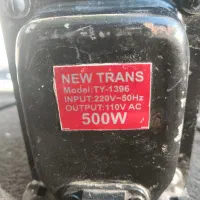 NEW TRANS
Model:TY-1396
INPUT:220V~50Hz
OUTPUT:110V AC
500W